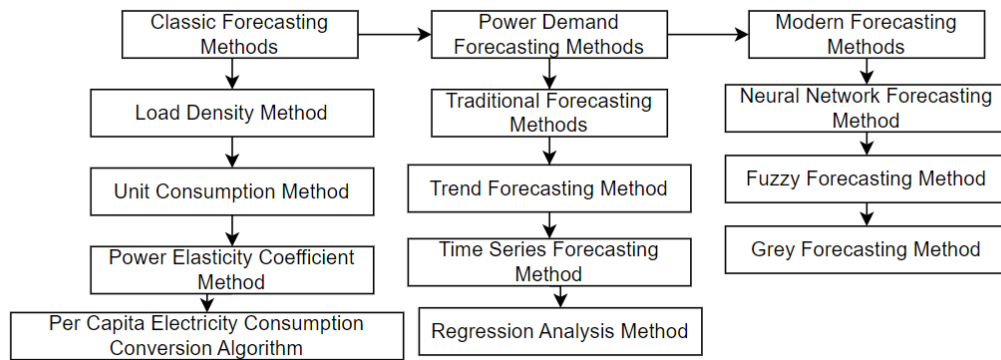 Classic Forecasting
Methods
Load Density Method
Unit Consumption Method
Power Elasticity Coefficient
Method
Per Capita Electricity Consumption
Conversion Algorithm
Power Demand
Forecasting Methods
Traditional Forecasting
Methods
Trend Forecasting Method
Time Series Forecasting
Method
Regression Analysis Method
Modern Forecasting
Methods
Neural Network Forecasting
Method
Fuzzy Forecasting Method
Grey Forecasting Method